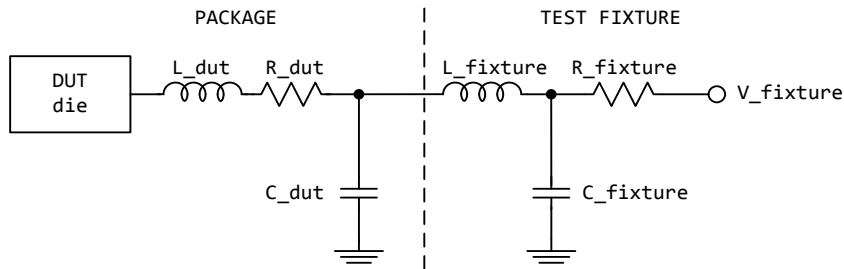 PACKAGE
TEST FIXTURE
L_dut
R_dut
L_fixture
R_fixture
DUT
die
V_fixture
C_dut
C_fixture